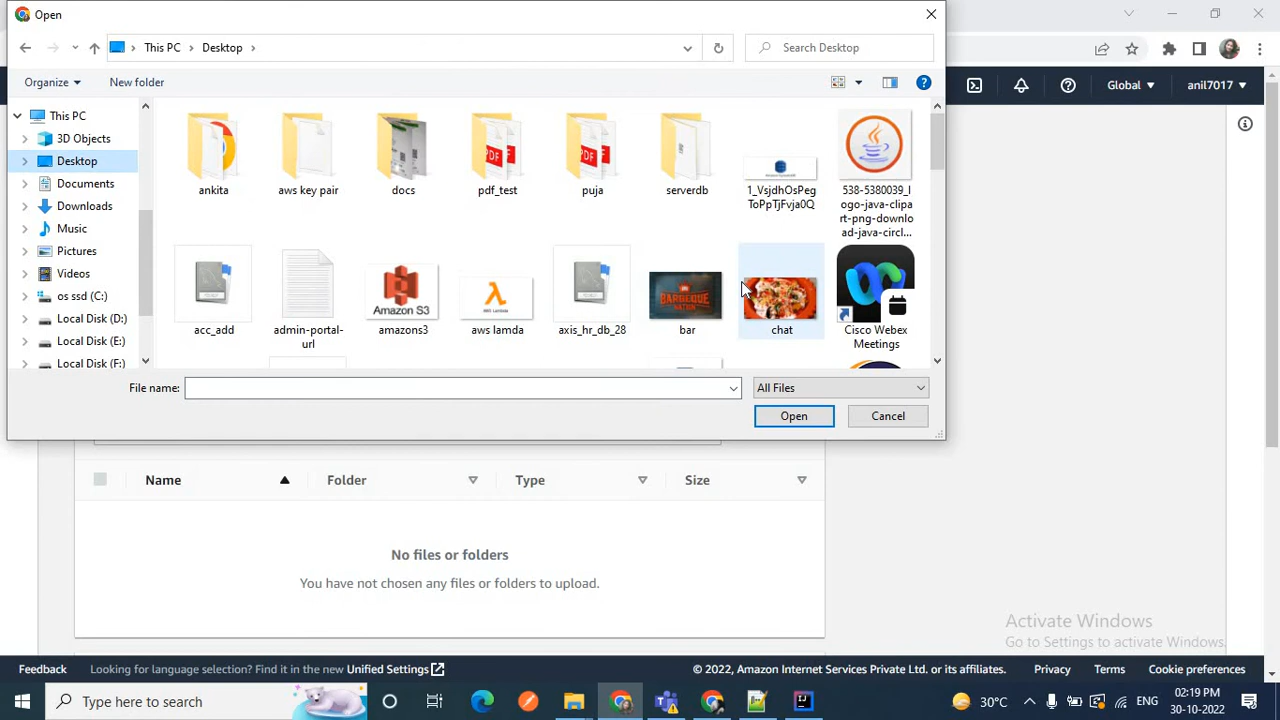 Open
This PC
Desktop
Search Desktop
Organize
New folder
Global
anil7017
This PC
3D Objects
Desktop
Documents
Downloads
Music
Pictures
Videos
os ssd (C:)
Local Disk (D:)
Local Disk (E:)
Local Disk (F:)
ankita
aws key pair
docs
pdf_test
puja
serverdb
1_VsjdhOsPeg
ToPpTjFvja0Q
538-5380039_l
ogo-java-clipa
rt-png-downlo
ad-java-circl...
PDF
PDF
acc_add
admin-portal-
url
Amazon S3
amazons3
aws lamda
axis_hr_db_28
BARBEQUE
NATION
bar
chat
Cisco Webex
Meetings
File name:
All Files
Open
Cancel
Name
Folder
Type
Size
No files or folders
You have not chosen any files or folders to upload.
Activate Windows
Go to Settings to activate Windows.
Feedback
Looking for language selection? Find it in the new Unified Settings
© 2022, Amazon Internet Services Private Ltd. or its affiliates.
Privacy
Terms
Cookie preferences
Type here to search
30°C
ENG
02:19 PM
30-10-2022